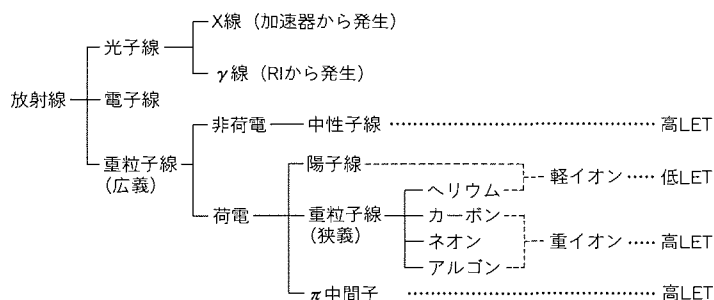 X線（加速器から発生）
光子線
γ線（RIから発生）
放射線
電子線
非荷電
中性子線
高LET
重粒子線
（広義）
陽子線
軽イオン
低LET
ヘリウム
荷電
重粒子線
（狭義）
カーボン
ネオン
重イオン
高LET
アルゴン
π中間子
高LET